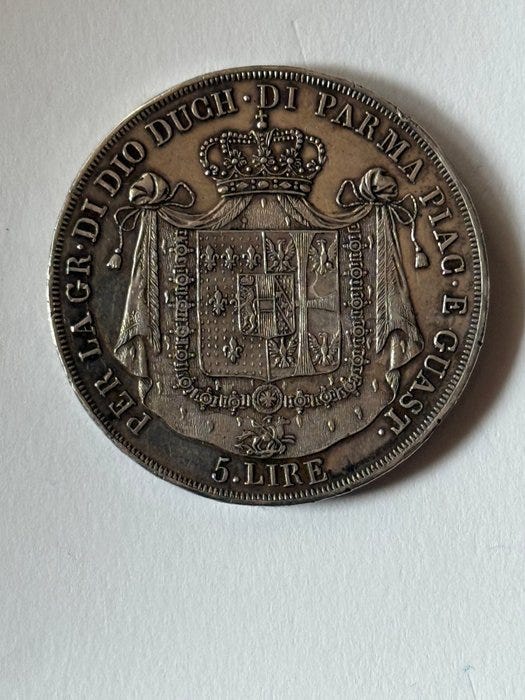 PER LA GR · DI DIO DUCH · DI PARMA PIAC · E GUAST ·
5. LIRE